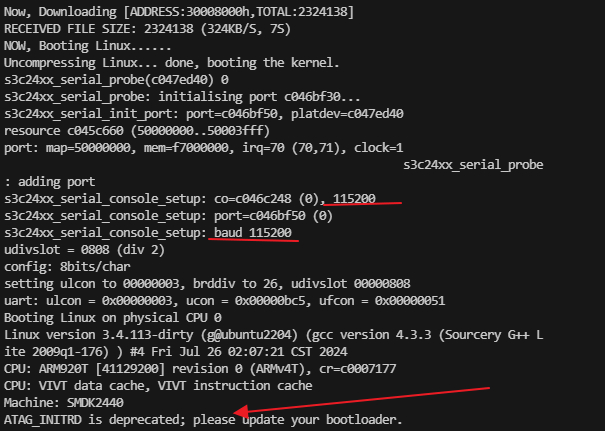 Now, Downloading [ADDRESS:30008000h,TOTAL:2324138]
RECEIVED FILE SIZE: 2324138 (324KB/S, 7S)
NOW, Booting Linux......
Uncompressing Linux... done, booting the kernel.
s3c24xx_serial_probe(c047ed40) 0
s3c24xx_serial_probe: initialising port c046bf30...
s3c24xx_serial_init_port: port=c046bf50, platdev=c047ed40
resource c045c660 (50000000..50003fff)
port: map=50000000, mem=f7000000, irq=70 (70,71), clock=1
s3c24xx_serial_probe
: adding port
s3c24xx_serial_console_setup: co=c046c248 (0), 115200
s3c24xx_serial_console_setup: port=c046bf50 (0)
s3c24xx_serial_console_setup: baud 115200
udivslot = 0808 (div 2)
config: 8bits/char
setting ulcon to 00000003, brddiv to 26, udivslot 00000808
uart: ulcon = 0x00000003, ucon = 0x00000bc5, ufcon = 0x00000051
Booting Linux on physical CPU 0
Linux version 3.4.113-dirty (g@ubuntu2204) (gcc version 4.3.3 (Sourcery G++ L
ite 2009q1-176) ) #4 Fri Jul 26 02:07:21 CST 2024
CPU: ARM920T [41129200] revision 0 (ARMv4T), cr=c0007177
CPU: VIVT data cache, VIVT instruction cache
Machine: SMDK2440
ATAG_INITRD is deprecated; please update your bootloader.